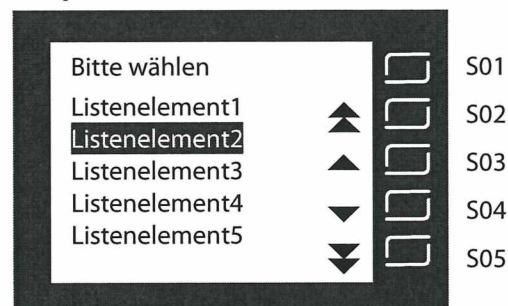 Bitte wählen
Listenelement1
Listenelement2
Listenelement3
Listenelement4
Listenelement5
S01
S02
S03
S04
S05